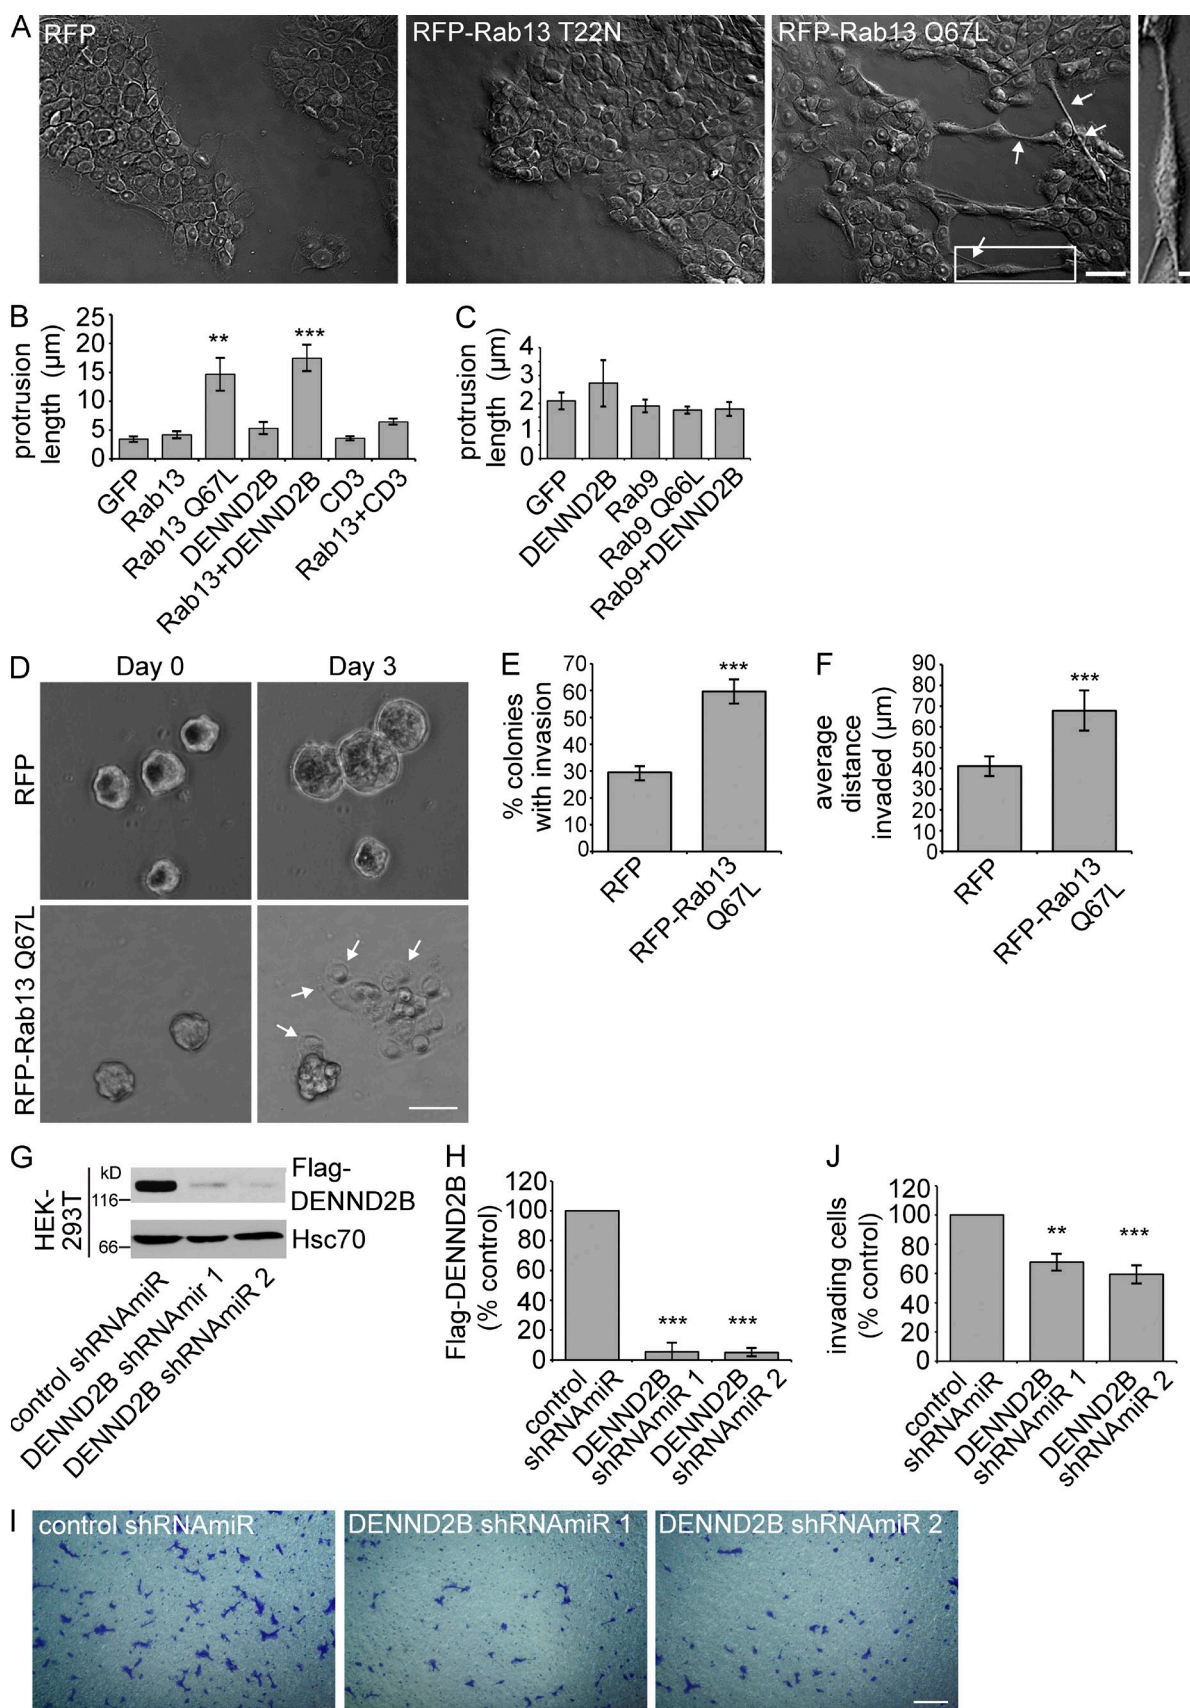 A
RFP
RFP-Rab13 T22N
RFP-Rab13 Q67L
B
protrusion
length (µm)
25
20
15
10
5
0
**
***
GFP
Rab13
Rab13 Q67L
DENND2B
Rab13+DENND2B
CD3
Rab13+CD3
C
protrusion
length (µm)
4
3
2
1
0
GFP
DENND2B
Rab9
Rab9 Q66L
Rab9+DENND2B
D
Day 0
Day 3
RFP
RFP-Rab13 Q67L
E
% colonies
with invasion
70
60
50
40
30
20
10
0
***
RFP
RFP-Rab13
Q67L
F
average
distance
invaded (µm)
90
80
70
60
50
40
30
20
10
0
***
RFP
RFP-Rab13
Q67L
G
HEK-
293T
kD
116
66
Flag-
DENND2B
Hsc70
control shRNAmiR
DENND2B shRNAmir 1
DENND2B shRNAmiR 2
H
Flag-DENND2B
(% control)
120
100
80
60
40
20
0
***
***
control
shRNAmiR
DENND2B
shRNAmiR 1
DENND2B
shRNAmiR 2
J
invading cells
(% control)
120
100
80
60
40
20
0
**
***
control
shRNAmiR
DENND2B
shRNAmiR 1
DENND2B
shRNAmiR 2
I
control shRNAmiR
DENND2B shRNAmiR 1
DENND2B shRNAmiR 2